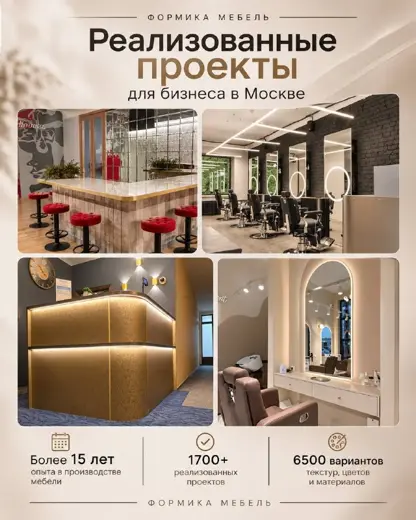 ФОРМИКА МЕБЕЛЬ
Реализованные
проекты
для бизнеса в Москве
Более 15 лет
опыта в производстве
мебели
1700+
реализованных
проектов
6500 вариантов
текстур, цветов
и материалов
ФОРМИКА МЕБЕЛЬ